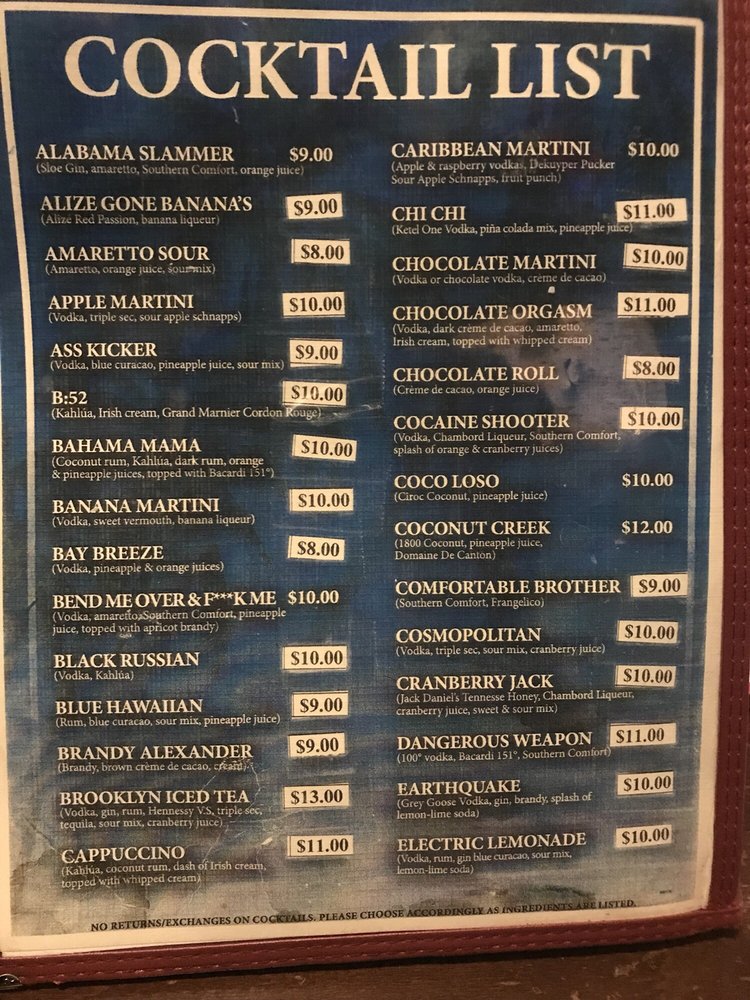 COCKTAIL LIST
ALABAMA SLAMMER $9.00
(Sloe Gin, amaretto, Southern Comfort, orange juice)
ALIZE GONE BANANA'S $9.00
(Alizé Red Passion, banana liqueur)
AMARETTO SOUR $8.00
(Amaretto, orange juice, sour mix)
APPLE MARTINI $10.00
(Vodka, triple sec, sour apple schnapps)
ASS KICKER $9.00
(Vodka, blue curacao, pineapple juice, sour mix)
B:52 $10.00
(Kahlúa, Irish cream, Grand Marnier Cordon Rouge)
BAHAMA MAMA $10.00
(Coconut rum, Kahlúa, dark rum, orange
& pineapple juices, topped with Bacardi 151°)
BANANA MARTINI $10.00
(Vodka, sweet vermouth, banana liqueur)
BAY BREEZE $8.00
(Vodka, pineapple & orange juices)
BEND ME OVER & F***K ME $10.00
(Vodka, amaretto, Southern Comfort, pineapple
juice, topped with apricot brandy)
BLACK RUSSIAN $10.00
(Vodka, Kahlúa)
BLUE HAWAIIAN $9.00
(Rum, blue curacao, sour mix, pineapple juice)
BRANDY ALEXANDER $9.00
(Brandy, brown crème de cacao, cream)
BROOKLYN ICED TEA $13.00
(Vodka, gin, rum, Hennessy V.S, triple sec,
tequila, sour mix, cranberry juice)
CAPPUCCINO $11.00
(Kahlúa, coconut rum, dash of Irish cream,
topped with whipped cream)
CARIBBEAN MARTINI $10.00
(Apple & raspberry vodkas, Dekuyper Pucker
Sour Apple Schnapps, fruit punch)
CHI CHI $11.00
(Ketel One Vodka, piña colada mix, pineapple juice)
CHOCOLATE MARTINI $10.00
(Vodka or chocolate vodka, crème de cacao)
CHOCOLATE ORGASM $11.00
(Vodka, dark crème de cacao, amaretto,
Irish cream, topped with whipped cream)
CHOCOLATE ROLL $8.00
(Crème de cacao, orange juice)
COCAINE SHOOTER $10.00
(Vodka, Chambord Liqueur, Southern Comfort,
splash of orange & cranberry juices)
COCO LOSO $10.00
(Ciroc Coconut, pineapple juice)
COCONUT CREEK $12.00
(1800 Coconut, pineapple juice,
Domaine De Canton)
COMFORTABLE BROTHER $9.00
(Southern Comfort, Frangelico)
COSMOPOLITAN $10.00
(Vodka, triple sec, sour mix, cranberry juice)
CRANBERRY JACK $10.00
(Jack Daniel's Tennesse Honey, Chambord Liqueur,
cranberry juice, sweet & sour mix)
DANGEROUS WEAPON $11.00
(100° vodka, Bacardi 151°, Southern Comfort)
EARTHQUAKE $10.00
(Grey Goose Vodka, gin, brandy, splash of
lemon-lime soda)
ELECTRIC LEMONADE $10.00
(Vodka, rum, gin blue curacao, sour mix,
lemon-lime soda)
NO RETURNS/EXCHANGES ON COCKTAILS. PLEASE CHOOSE ACCORDINGLY AS INGREDIENTS ARE LISTED.